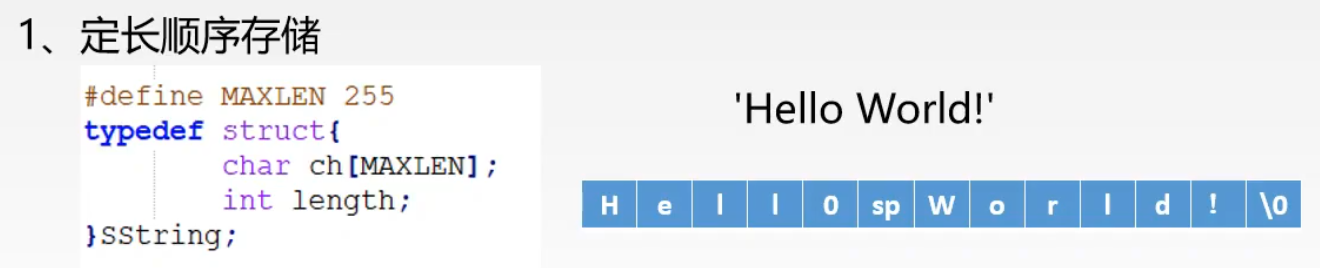 1、定长顺序存储
#define MAXLEN 255
typedef struct{
char ch[MAXLEN];
int length;
}SString;
'Hello World!'
H e l l 0 sp W o r l d ! \0